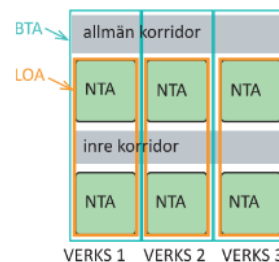 BTA
allmän korridor
LOA
NTA NTA NTA
inre korridor
NTA NTA NTA
VERKS 1 VERKS 2 VERKS 3